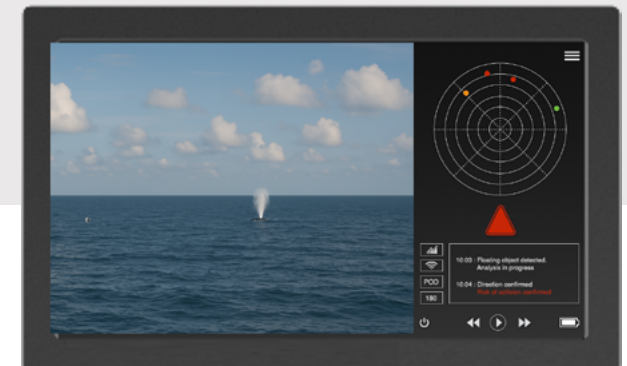 POD
180
10:03 : Floating object detected.
Analysis in progress
10:04 : Direction confirmed
Risk of collision confirmed